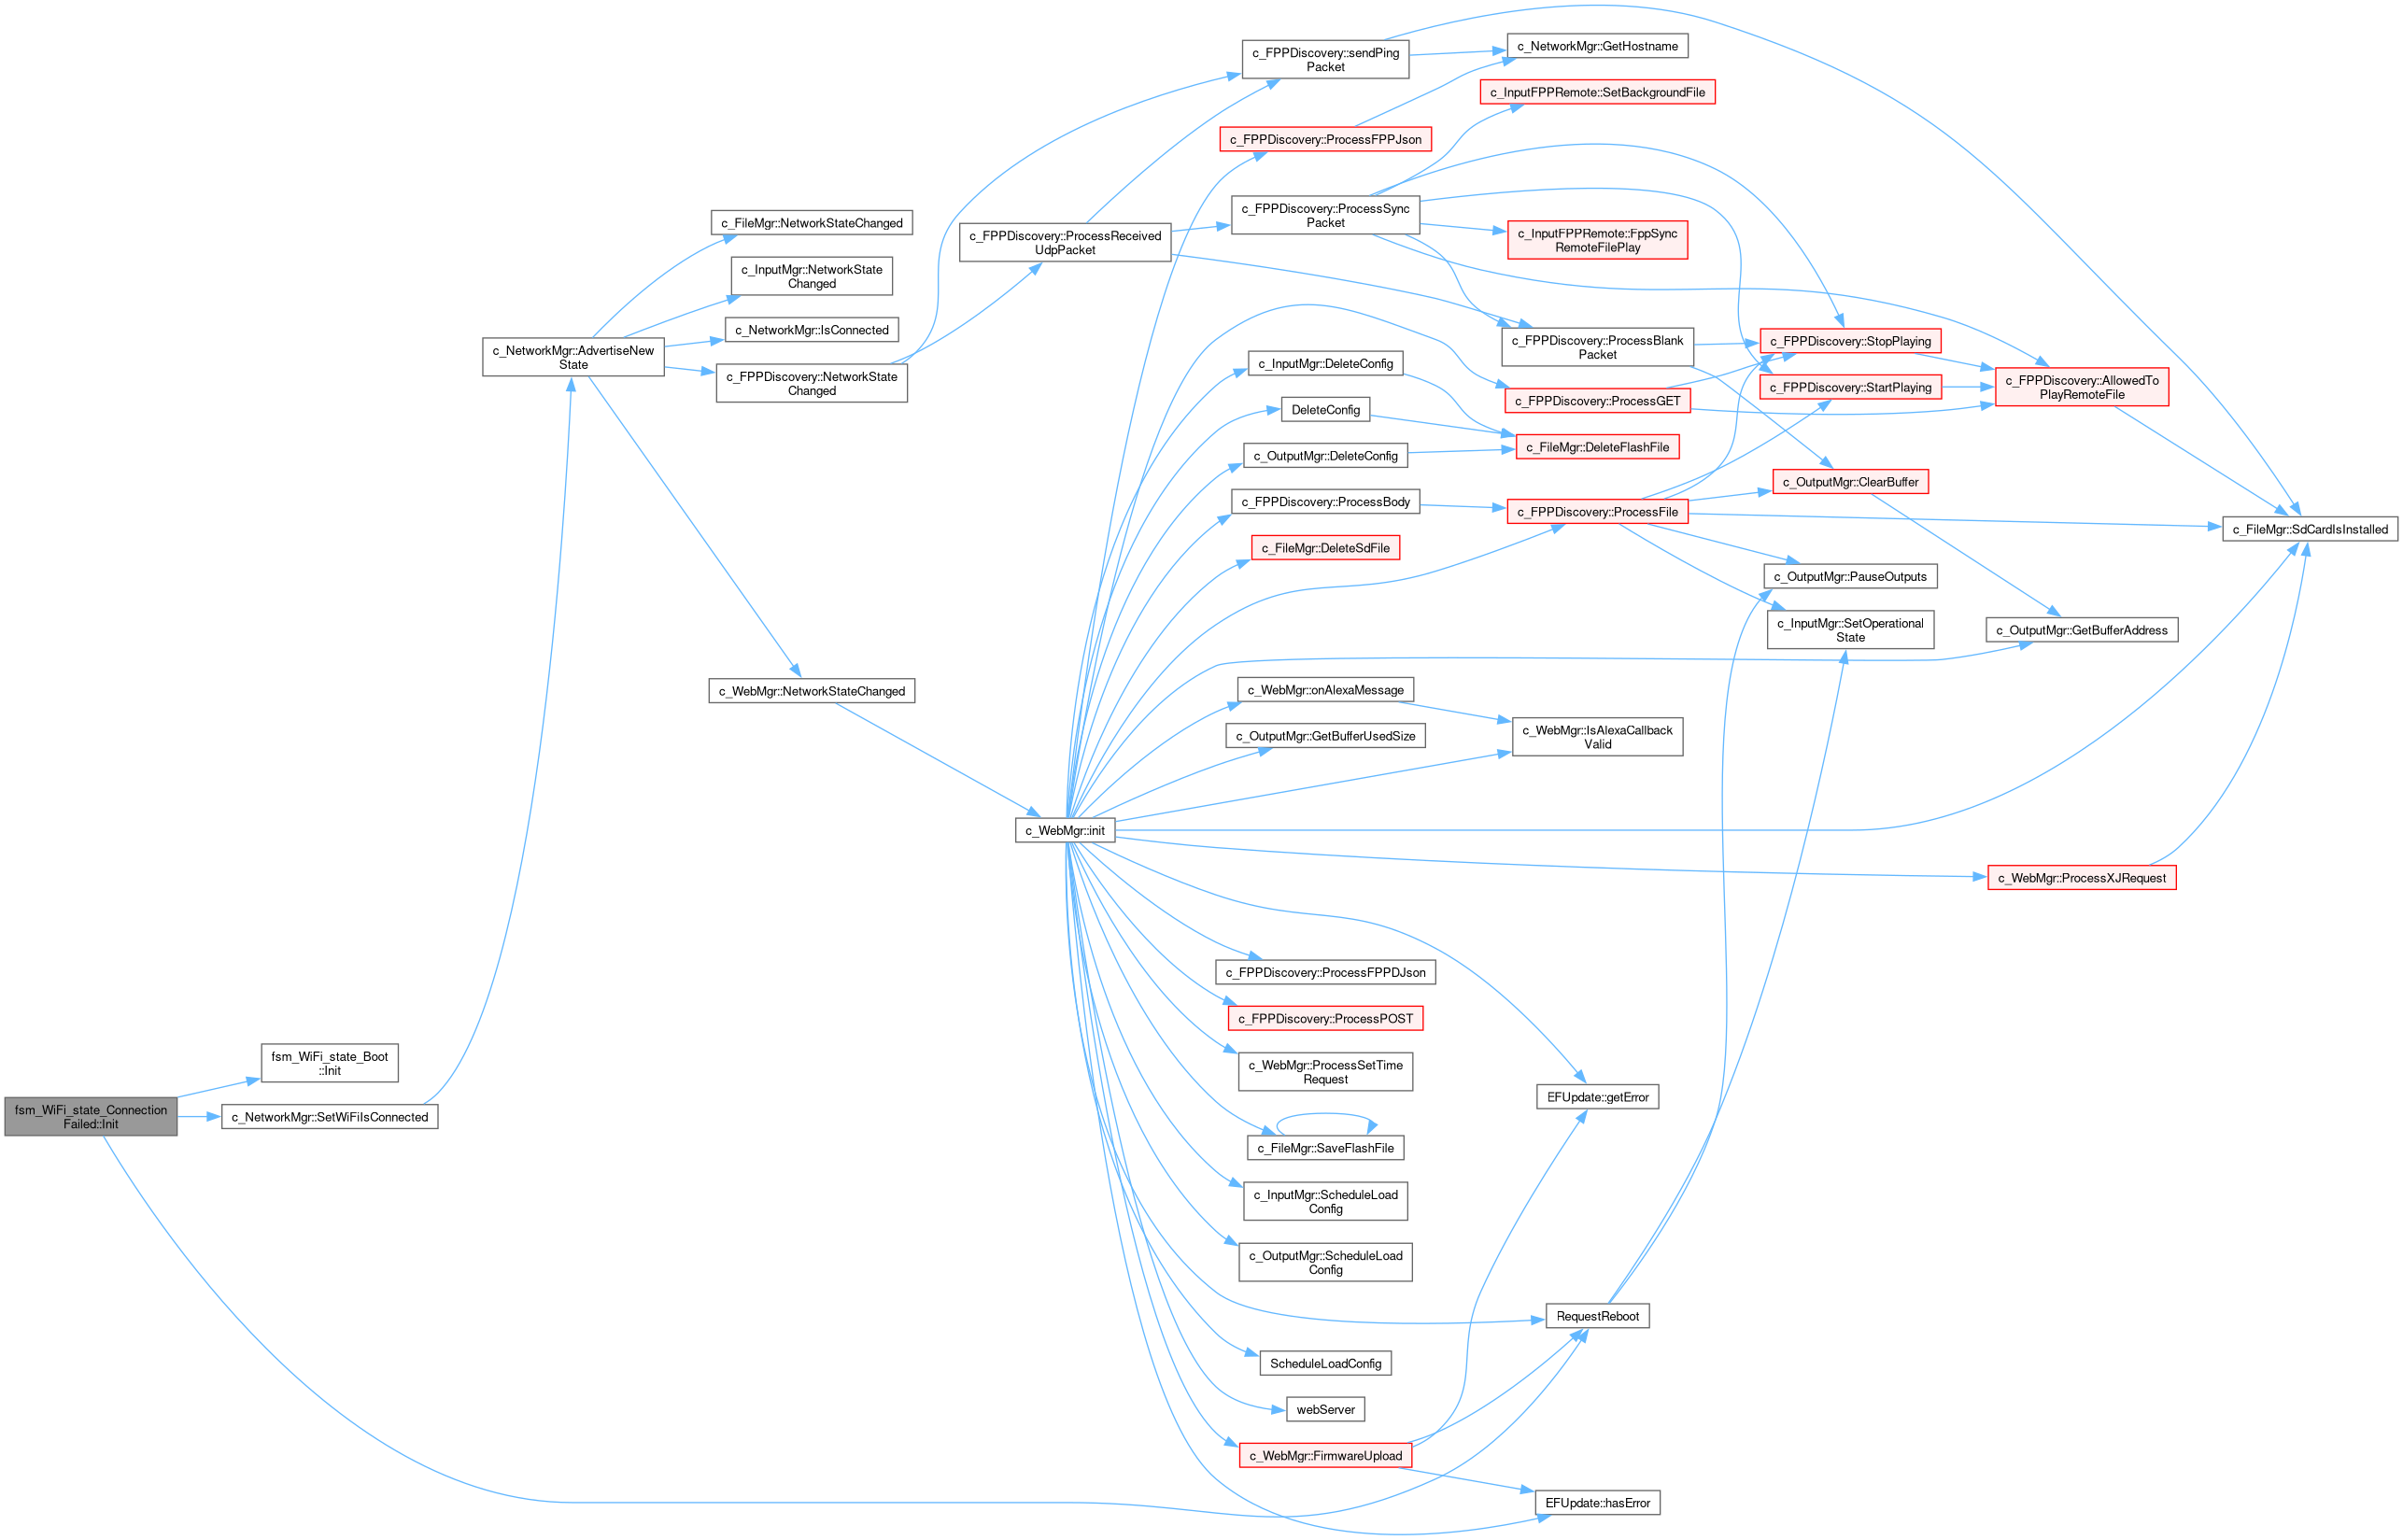 fsm_WiFi_state_Connection
Failed::Init
fsm_WiFi_state_Boot
::Init
c_NetworkMgr::SetWiFiIsConnected
c_NetworkMgr::AdvertiseNew
State
c_FileMgr::NetworkStateChanged
c_InputMgr::NetworkState
Changed
c_NetworkMgr::IsConnected
c_FPPDiscovery::NetworkState
Changed
c_WebMgr::NetworkStateChanged
c_FPPDiscovery::ProcessReceived
UdpPacket
c_WebMgr::init
c_FPPDiscovery::sendPing
Packet
c_FPPDiscovery::ProcessFPPJson
c_FPPDiscovery::ProcessSync
Packet
c_InputMgr::DeleteConfig
DeleteConfig
c_OutputMgr::DeleteConfig
c_FPPDiscovery::ProcessBody
c_FileMgr::DeleteSdFile
c_WebMgr::onAlexaMessage
c_OutputMgr::GetBufferUsedSize
c_FPPDiscovery::ProcessFPPDJson
c_FPPDiscovery::ProcessPOST
c_WebMgr::ProcessSetTime
Request
c_FileMgr::SaveFlashFile
c_InputMgr::ScheduleLoad
Config
c_OutputMgr::ScheduleLoad
Config
ScheduleLoadConfig
webServer
c_WebMgr::FirmwareUpload
c_NetworkMgr::GetHostname
c_InputFPPRemote::SetBackgroundFile
c_InputFPPRemote::FppSync
RemoteFilePlay
c_FPPDiscovery::ProcessBlank
Packet
c_FPPDiscovery::ProcessGET
c_FileMgr::DeleteFlashFile
c_FPPDiscovery::ProcessFile
c_WebMgr::IsAlexaCallback
Valid
EFUpdate::getError
RequestReboot
EFUpdate::hasError
c_FPPDiscovery::StopPlaying
c_FPPDiscovery::StartPlaying
c_OutputMgr::ClearBuffer
c_OutputMgr::PauseOutputs
c_InputMgr::SetOperational
State
c_FPPDiscovery::AllowedTo
PlayRemoteFile
c_OutputMgr::GetBufferAddress
c_WebMgr::ProcessXJRequest
c_FileMgr::SdCardIsInstalled